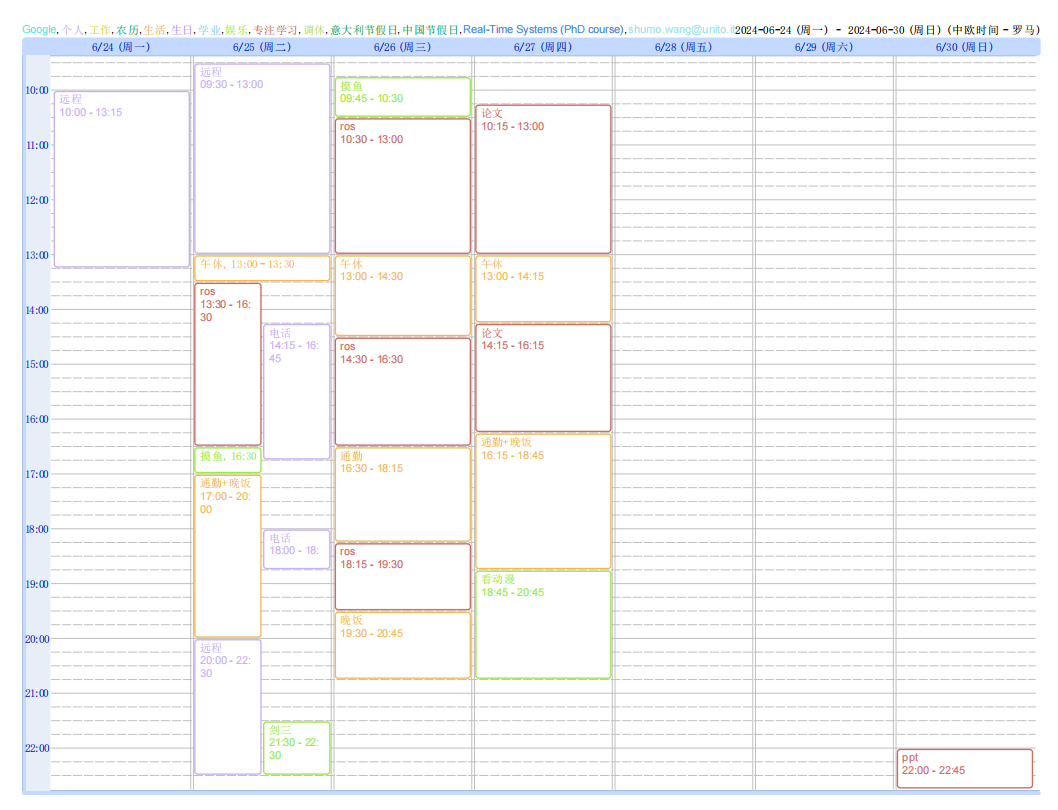 Google,个人,工作,农历,生活,生日,学业,娱乐,专注学习,调休,意大利节假日,中国节假日,Real-Time Systems (PhD course),shumo.wang@unito.i
2024-06-24 (周一) - 2024-06-30 (周日) (中欧时间 - 罗马)
6/24 (周一)
6/25 (周二)
6/26 (周三)
6/27 (周四)
6/28 (周五)
6/29 (周六)
6/30 (周日)
10:00
11:00
12:00
13:00
14:00
15:00
16:00
17:00
18:00
19:00
20:00
21:00
22:00
远程
10:00 - 13:15
远程
09:30 - 13:00
午休, 13:00 - 13:30
ros
13:30 - 16:
30
电话
14:15 - 16:
45
摸鱼, 16:30
通勤+晚饭
17:00 - 20:
00
电话
18:00 - 18:
远程
20:00 - 22:
30
剑三
21:30 - 22:
30
摸鱼
09:45 - 10:30
ros
10:30 - 13:00
午休
13:00 - 14:30
ros
14:30 - 16:30
通勤
16:30 - 18:15
ros
18:15 - 19:30
晚饭
19:30 - 20:45
论文
10:15 - 13:00
午休
13:00 - 14:15
论文
14:15 - 16:15
通勤+晚饭
16:15 - 18:45
看动漫
18:45 - 20:45
ppt
22:00 - 22:45